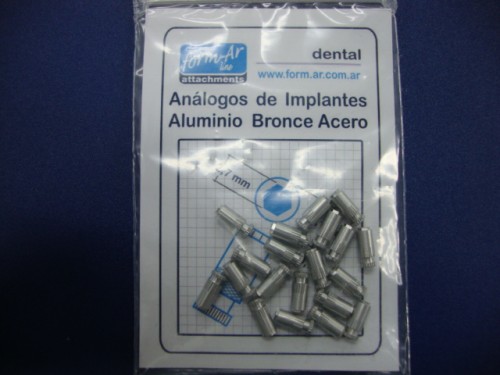 form-Ar
attachments
dental
www.form.ar.com.ar
Análogos de Implantes
Aluminio Bronce Acero
7 mm